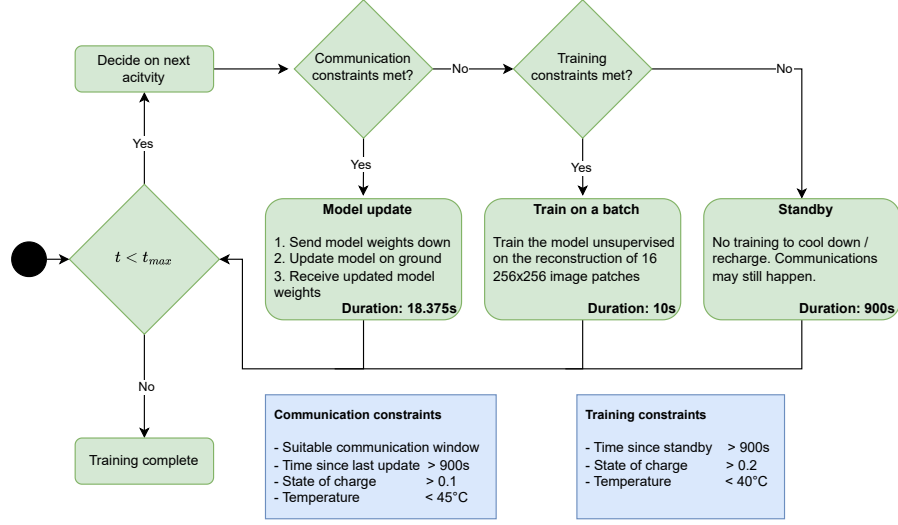 Decide on next
acitvity
Communication
constraints met?
No
Training
constraints met?
No
Yes
Yes
Yes
t < t_max
Model update
1. Send model weights down
2. Update model on ground
3. Receive updated model
weights
Duration: 18.375s
Train on a batch
Train the model unsupervised
on the reconstruction of 16
256x256 image patches
Duration: 10s
Standby
No training to cool down /
recharge. Communications
may still happen.
Duration: 900s
No
Training complete
Communication constraints
- Suitable communication window
- Time since last update > 900s
- State of charge > 0.1
- Temperature < 45°C
Training constraints
- Time since standby > 900s
- State of charge > 0.2
- Temperature < 40°C